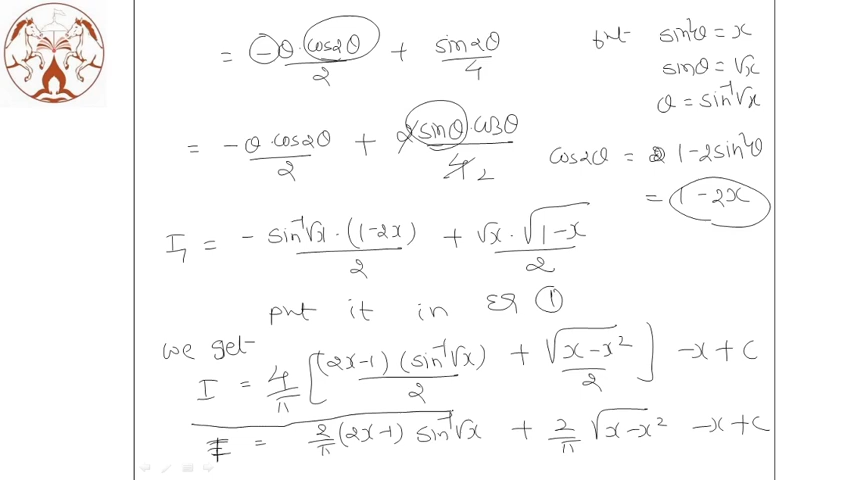 = -θ·cos2θ/2 + sin2θ/4
put sin²θ = x
sinθ = √x
θ = sin⁻¹√x
= -θ·cos2θ/2 + 2sinθ·cosθ/4 2
cos2θ = 1-2sin²θ
= 1-2x
I₁ = - sin⁻¹√x·(1-2x)/2 + √x·√1-x/2
put it in eq ①
we get
I = 4/π [(2x-1)(sin⁻¹√x)/2 + √x-x²/2] -x+c
I = 2/π (2x-1) sin⁻¹√x + 2/π √x-x² -x+c